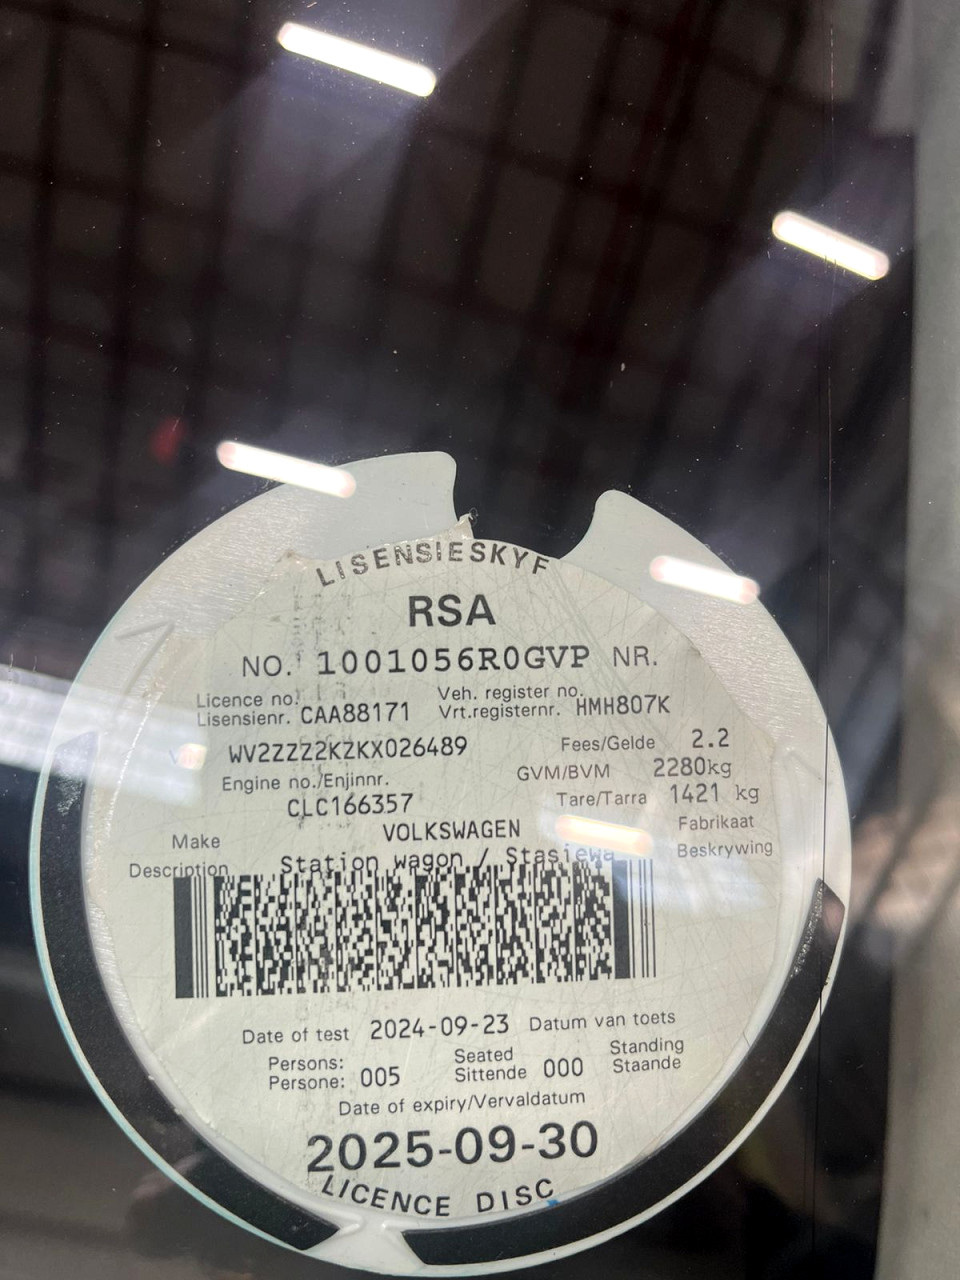 LISENSIESKYF
RSA
NO. 1001056R0GVP NR.
Licence no. Veh. register no.
Lisensienr. CAA88171 Vrt.registernr. HMH807K
WV2ZZZ2KZKX026489 Fees/Gelde 2.2
Engine no./Enjinnr. GVM/BVM 2280kg
CLC166357 Tare/Tarra 1421 kg
Make VOLKSWAGEN Fabrikaat
Description Station wagon / Stasiewa Beskrywing
Date of test 2024-09-23 Datum van toets
Persons: Seated Standing
Persone: 005 Sittende 000 Staande
Date of expiry/Vervaldatum
2025-09-30
LICENCE DISC